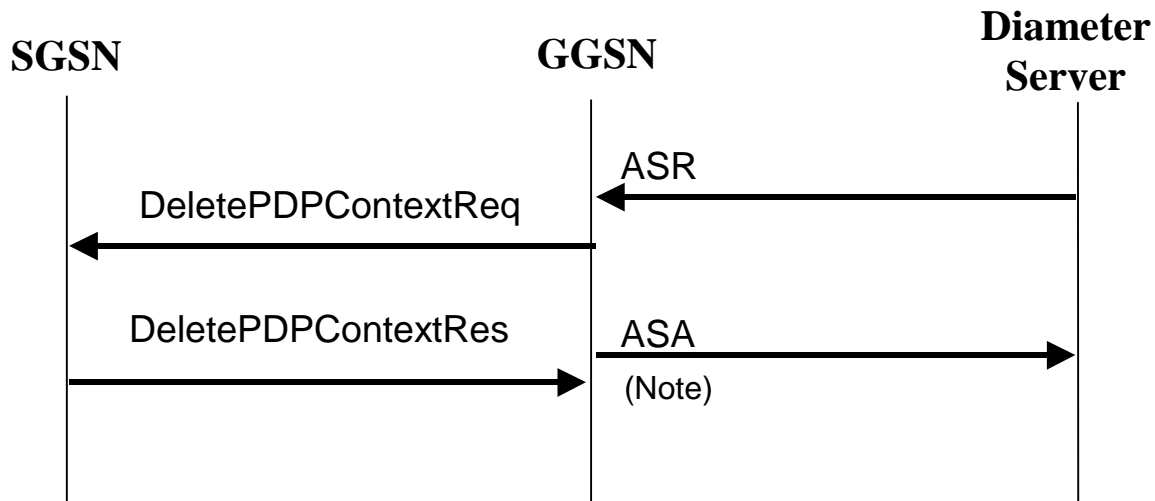 SGSN
GGSN
Diameter
Server
ASR
DeletePDPContextReq
DeletePDPContextRes
ASA
(Note)